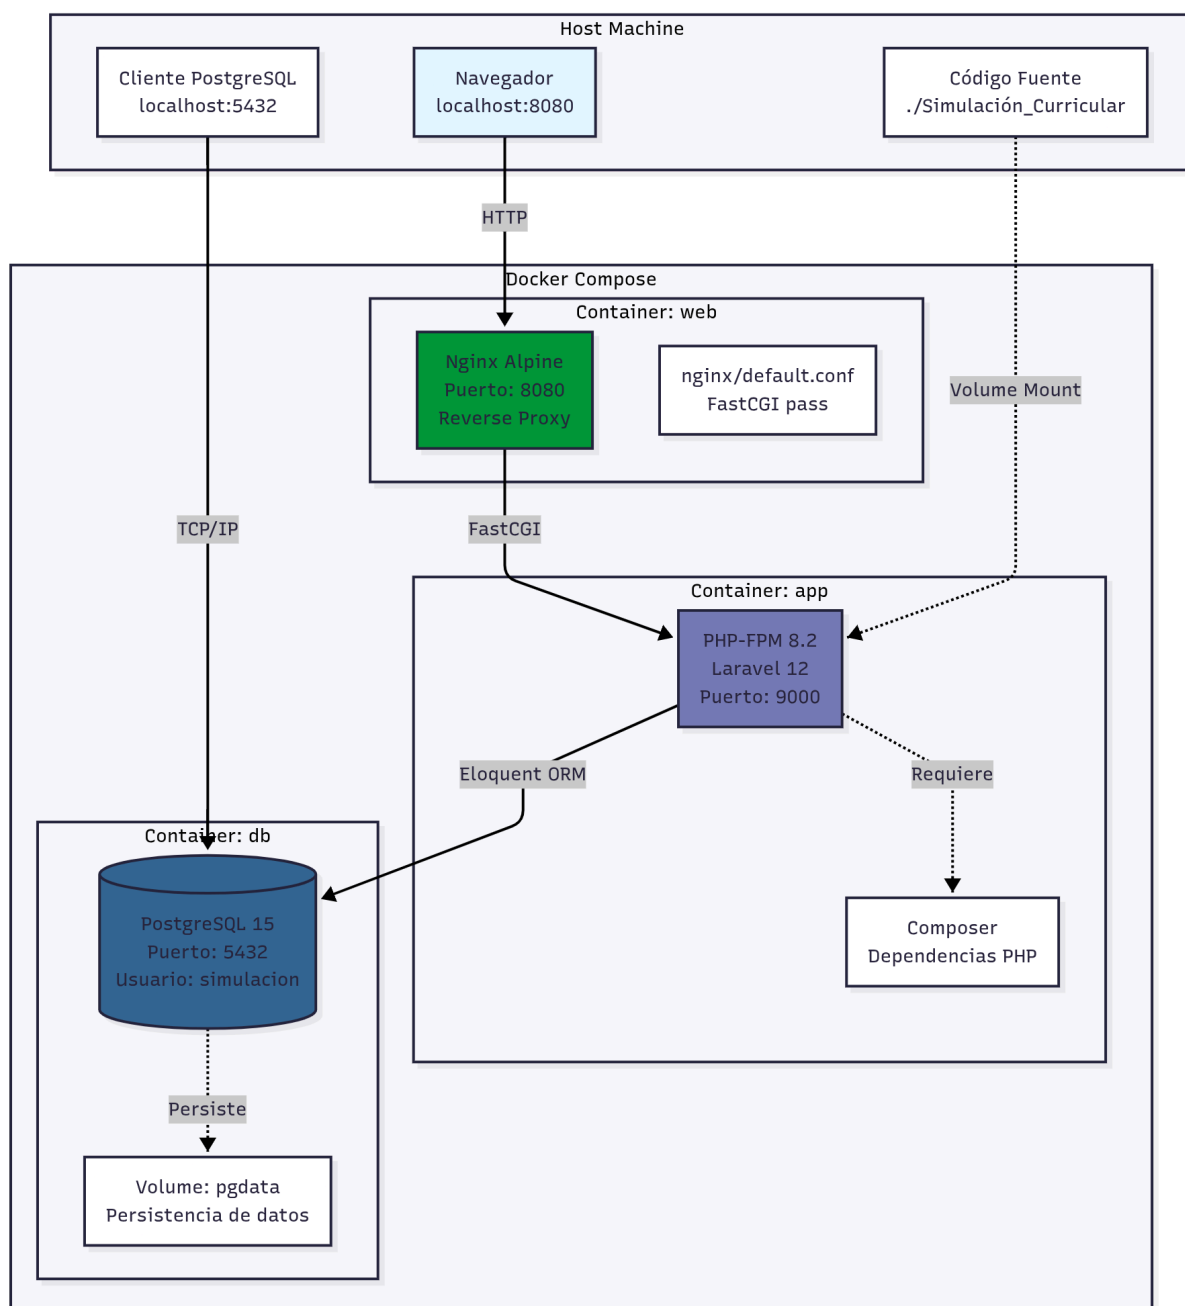 Host Machine
Cliente PostgreSQL
localhost:5432
Navegador
localhost:8080
Código Fuente
./Simulación_Curricular
HTTP
Docker Compose
Container: web
Nginx Alpine
Puerto: 8080
Reverse Proxy
nginx/default.conf
FastCGI pass
Volume Mount
TCP/IP
FastCGI
Container: app
PHP-FPM 8.2
Laravel 12
Puerto: 9000
Eloquent ORM
Requiere
Container: db
PostgreSQL 15
Puerto: 5432
Usuario: simulacion
Composer
Dependencias PHP
Persiste
Volume: pgdata
Persistencia de datos